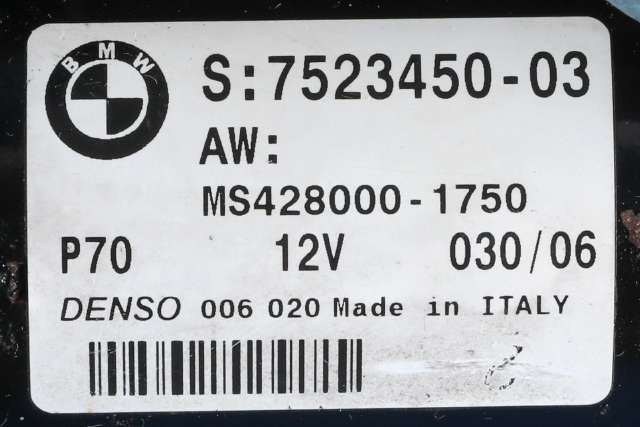 BMW
S:7523450-03
AW:
MS428000-1750
P70 12V 030/06
DENSO 006 020 Made in ITALY